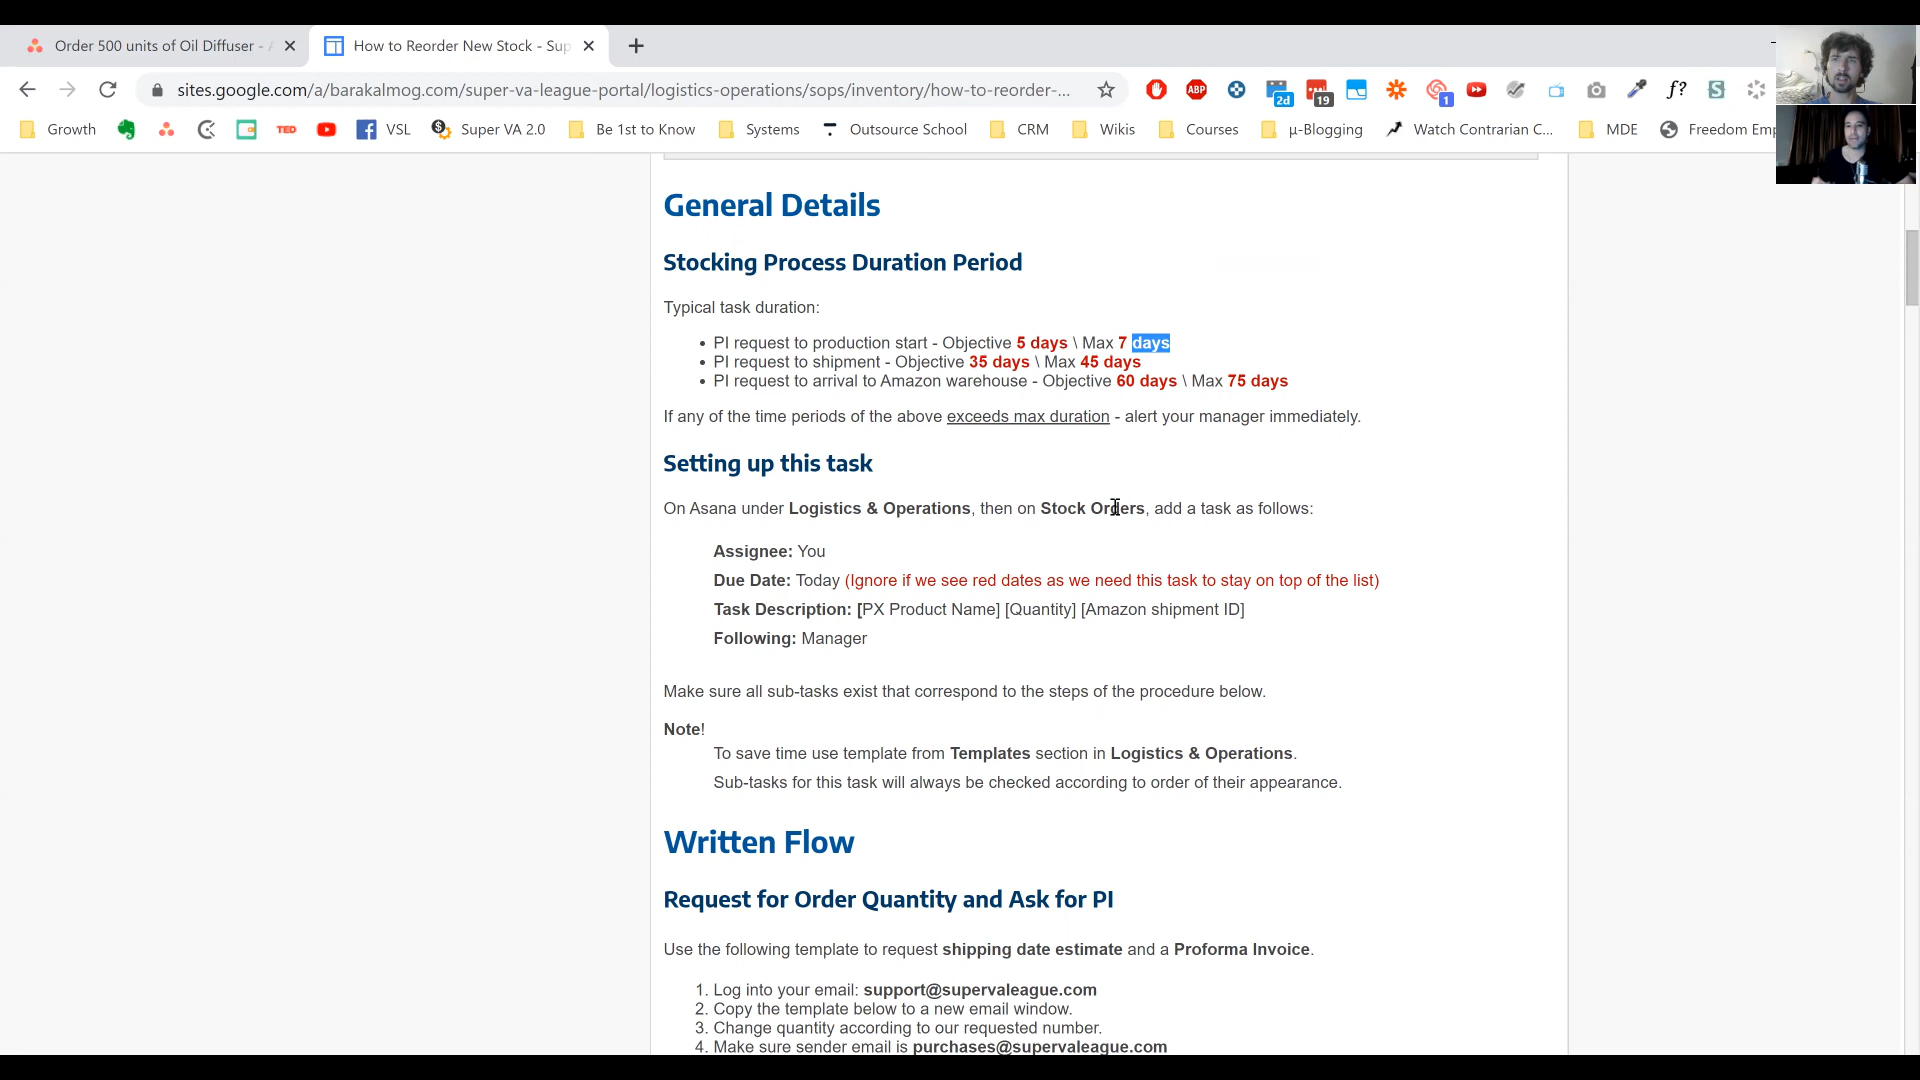 Order 500 units of Oil Diffuser - A
How to Reorder New Stock - Sup
sites.google.com/a/barakalmog.com/super-va-league-portal/logistics-operations/sops/inventory/how-to-reorder-...
ABP
2d
19
1
f?
S
Growth
TED
VSL
Super VA 2.0
Be 1st to Know
Systems
Outsource School
CRM
Wikis
Courses
µ-Blogging
Watch Contrarian C...
MDE
Freedom Emp
General Details
Stocking Process Duration Period
Typical task duration:
• PI request to production start - Objective 5 days \ Max 7 days
• PI request to shipment - Objective 35 days \ Max 45 days
• PI request to arrival to Amazon warehouse - Objective 60 days \ Max 75 days
If any of the time periods of the above exceeds max duration - alert your manager immediately.
Setting up this task
On Asana under Logistics & Operations, then on Stock Orders, add a task as follows:
Assignee: You
Due Date: Today (Ignore if we see red dates as we need this task to stay on top of the list)
Task Description: [PX Product Name] [Quantity] [Amazon shipment ID]
Following: Manager
Make sure all sub-tasks exist that correspond to the steps of the procedure below.
Note!
To save time use template from Templates section in Logistics & Operations.
Sub-tasks for this task will always be checked according to order of their appearance.
Written Flow
Request for Order Quantity and Ask for PI
Use the following template to request shipping date estimate and a Proforma Invoice.
1. Log into your email: support@supervaleague.com
2. Copy the template below to a new email window.
3. Change quantity according to our requested number.
4. Make sure sender email is purchases@supervaleague.com